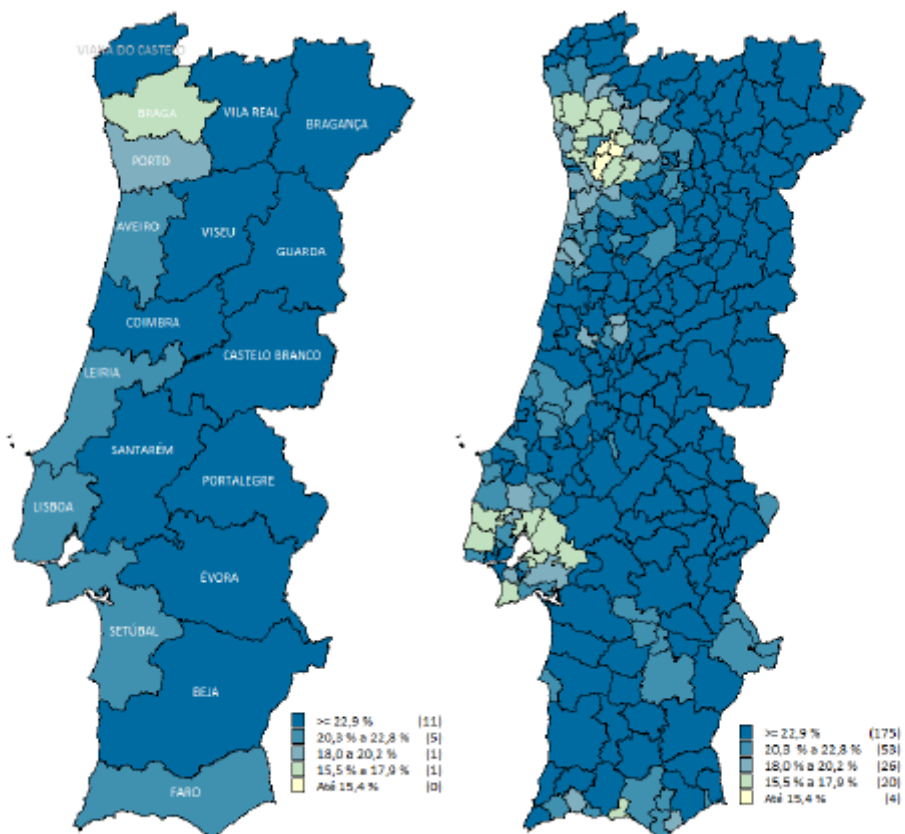 VIANA DO CASTELO
BRAGA
VILA REAL
BRAGANÇA
PORTO
AVEIRO
VISEU
GUARDA
COIMBRA
CASTELO BRANCO
LEIRIA
SANTARÉM
PORTALEGRE
LISBOA
ÉVORA
SETÚBAL
BEJA
FARO
>= 22,9 % (11)
20,3 % a 22,8 % (5)
18,0 a 20,2 % (1)
15,5 % a 17,9 % (1)
Até 15,4 % (0)
>= 22,9 % (175)
20,3 % a 22,8 % (53)
18,0 % a 20,2 % (26)
15,5 % a 17,9 % (20)
Até 15,4 % (4)